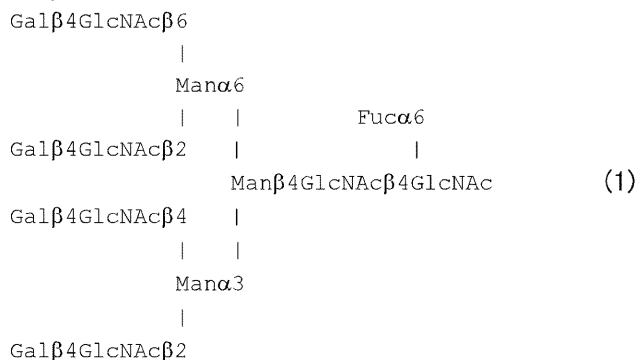 Galβ4GlcNAcβ6
|
Manα6
| | Fucα6
Galβ4GlcNAcβ2 | |
Manβ4GlcNAcβ4GlcNAc (1)
Galβ4GlcNAcβ4 |
| |
Manα3
|
Galβ4GlcNAcβ2